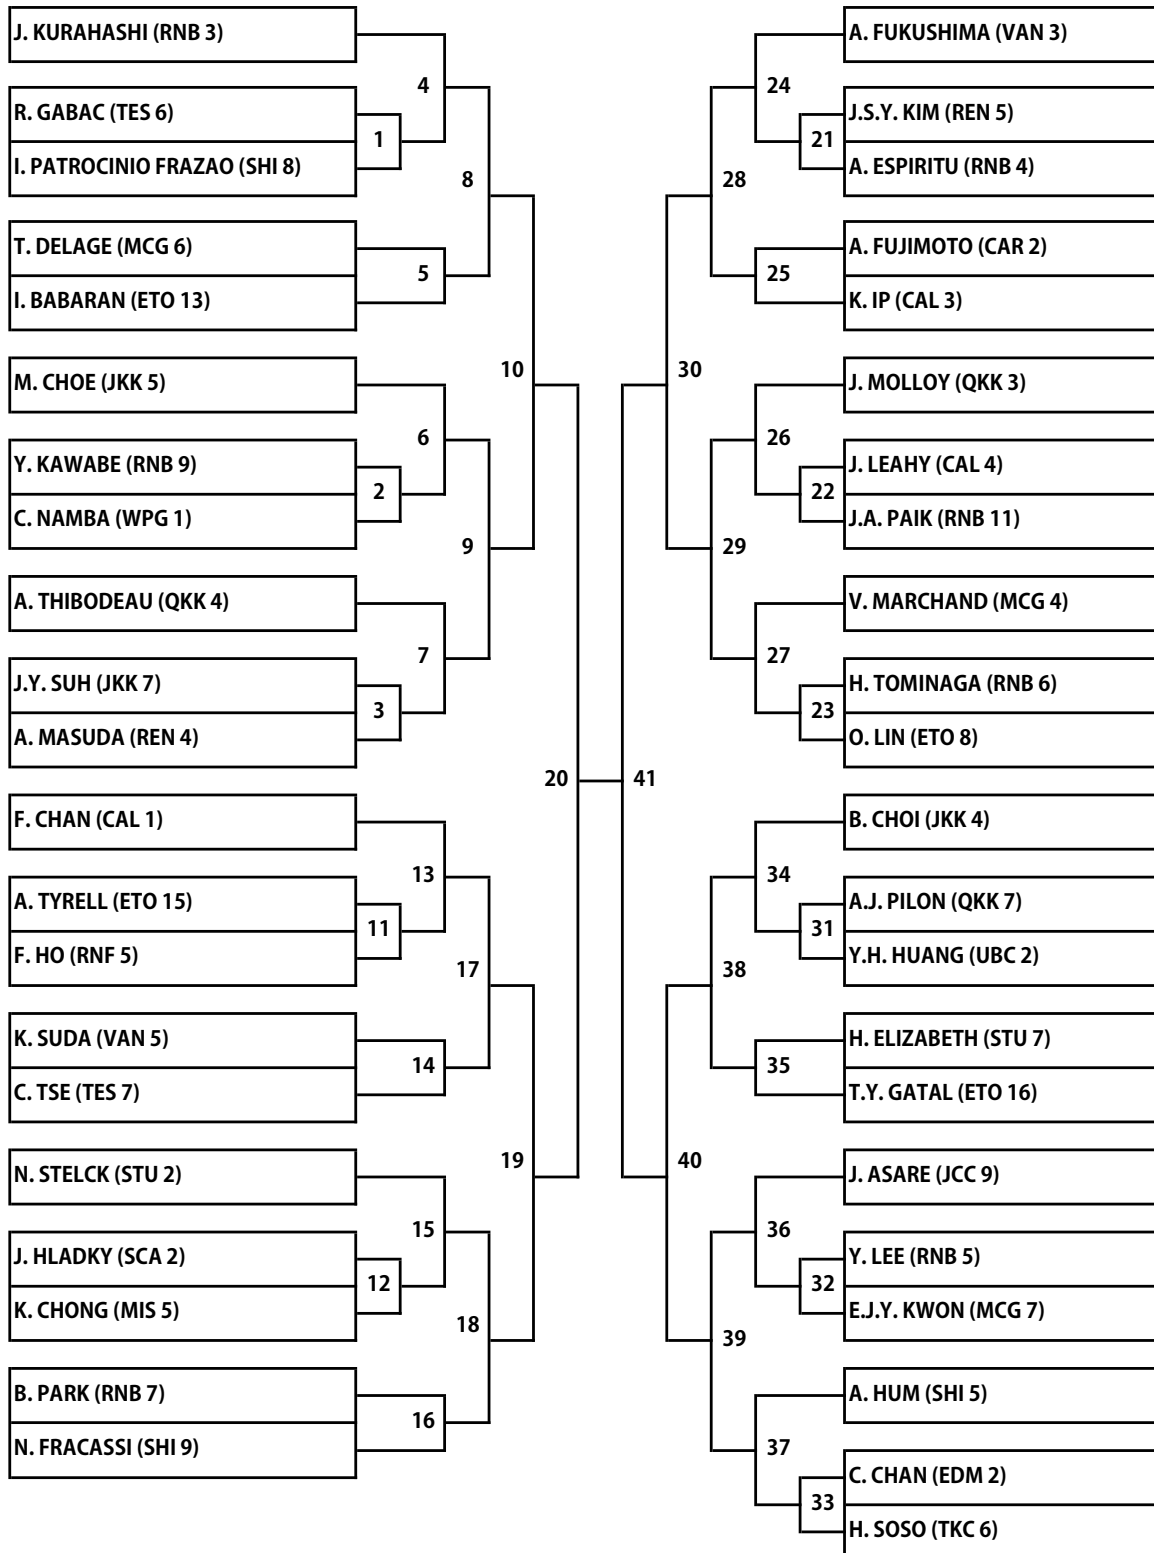 J. KURAHASHI (RNB 3)
R. GABAC (TES 6)
I. PATROCINIO FRAZAO (SHI 8)
T. DELAGE (MCG 6)
I. BABARAN (ETO 13)
M. CHOE (JKK 5)
Y. KAWABE (RNB 9)
C. NAMBA (WPG 1)
A. THIBODEAU (QKK 4)
J.Y. SUH (JKK 7)
A. MASUDA (REN 4)
F. CHAN (CAL 1)
A. TYRELL (ETO 15)
F. HO (RNF 5)
K. SUDA (VAN 5)
C. TSE (TES 7)
N. STELCK (STU 2)
J. HLADKY (SCA 2)
K. CHONG (MIS 5)
B. PARK (RNB 7)
N. FRACASSI (SHI 9)
1
2
3
11
12
4
5
6
7
13
14
15
16
8
9
17
18
10
19
20
41
30
40
28
29
38
39
24
25
26
27
34
35
36
37
21
22
23
31
32
33
A. FUKUSHIMA (VAN 3)
J.S.Y. KIM (REN 5)
A. ESPIRITU (RNB 4)
A. FUJIMOTO (CAR 2)
K. IP (CAL 3)
J. MOLLOY (QKK 3)
J. LEAHY (CAL 4)
J.A. PAIK (RNB 11)
V. MARCHAND (MCG 4)
H. TOMINAGA (RNB 6)
O. LIN (ETO 8)
B. CHOI (JKK 4)
A.J. PILON (QKK 7)
Y.H. HUANG (UBC 2)
H. ELIZABETH (STU 7)
T.Y. GATAL (ETO 16)
J. ASARE (JCC 9)
Y. LEE (RNB 5)
E.J.Y. KWON (MCG 7)
A. HUM (SHI 5)
C. CHAN (EDM 2)
H. SOSO (TKC 6)